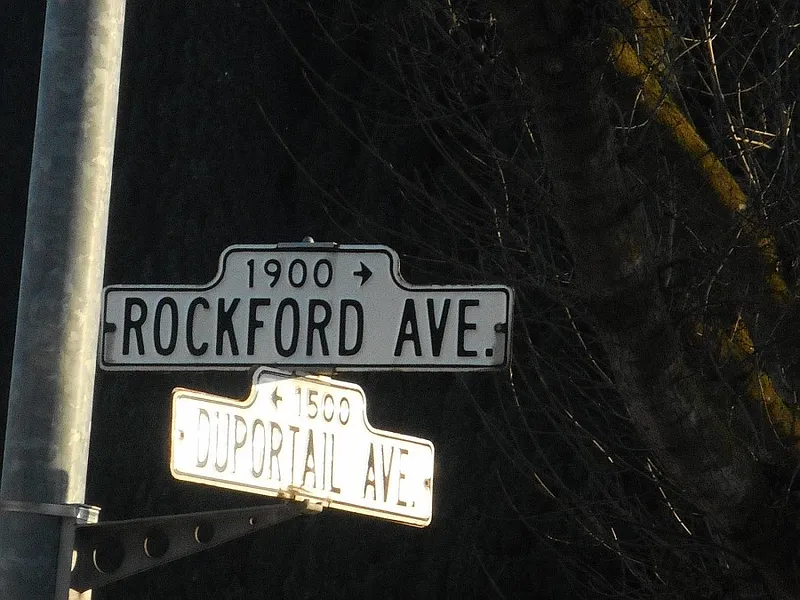 1900 →
ROCKFORD AVE.
← 1500
DUPORTAIL AVE.